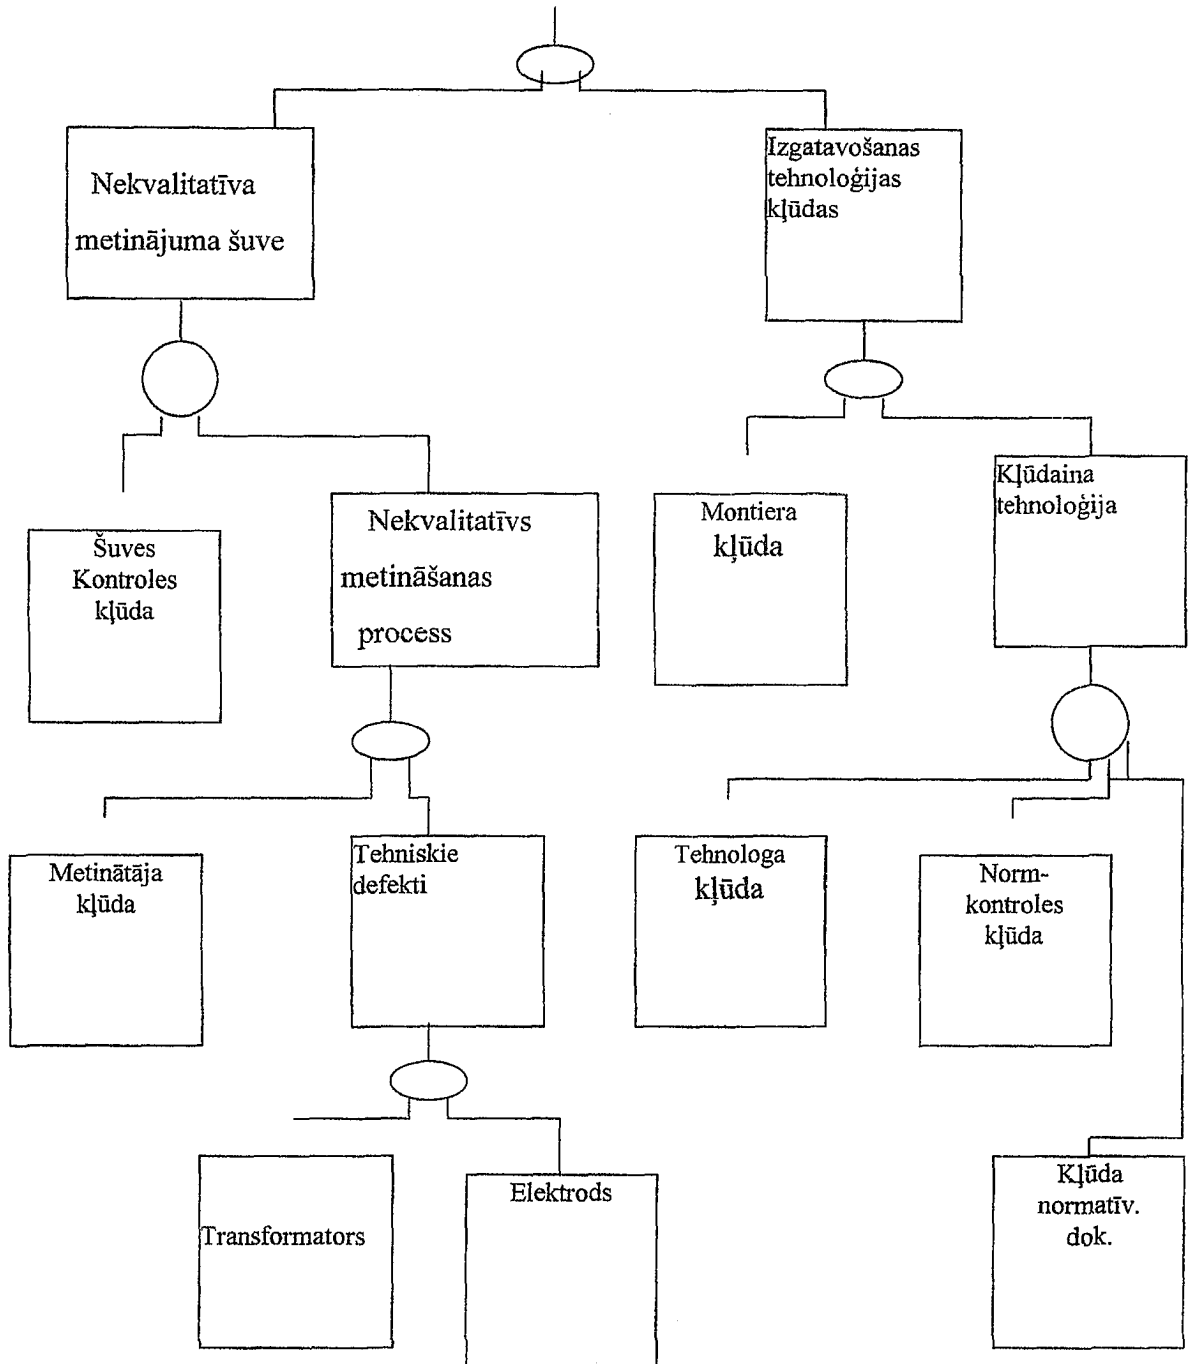 Nekvalitatīva
metinājuma šuve
Izgatavošanas
tehnoloģijas
kļūdas
Šuves
Kontroles
kļūda
Nekvalitatīvs
metināšanas
process
Montiera
kļūda
Kļūdaina
tehnoloģija
Metinātāja
kļūda
Tehniskie
defekti
Tehnologa
kļūda
Norm-
kontroles
kļūda
Transformators
Elektrods
Kļūda
normatīv.
dok.